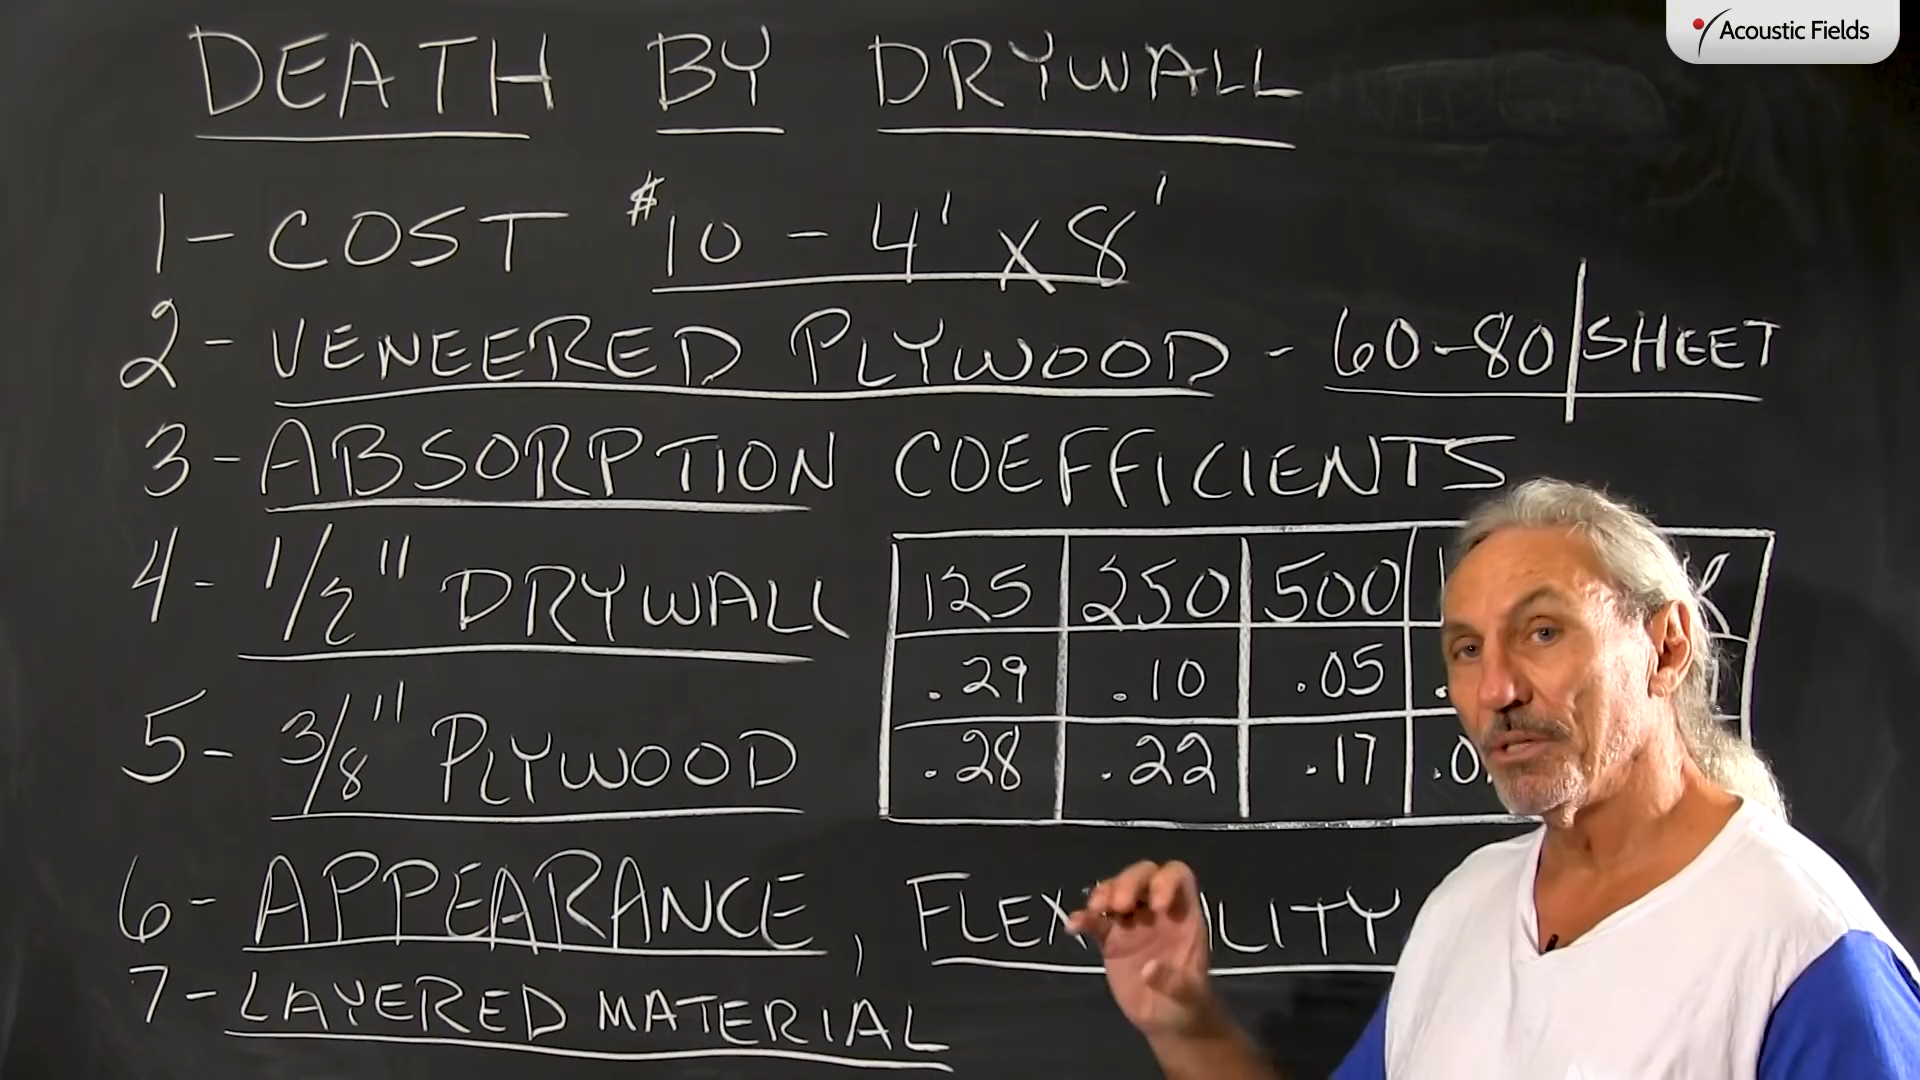 Acoustic Fields
DEATH BY DRYWALL
1- COST $10 - 4' x 8'
2- VENEERED PLYWOOD - 60-80/SHEET
3- ABSORPTION COEFFICIENTS
4- 1/2" DRYWALL
125 250 500
.29 .10 .05
5- 3/8" PLYWOOD
.28 .22 .17 .0
6- APPEARANCE, FLEX ILITY
7- LAYERED MATERIAL